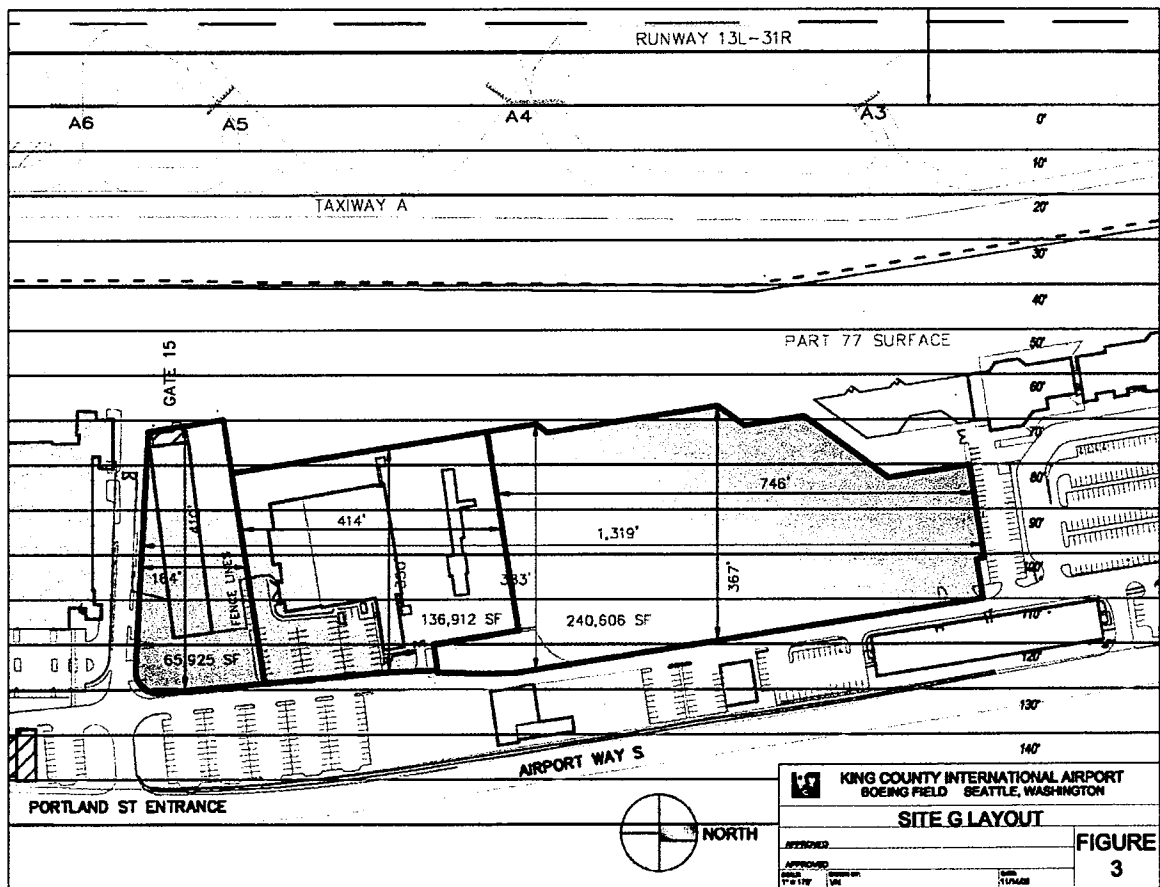 RUNWAY 13L-31R
A6
A5
A4
A3
0'
10'
TAXIWAY A
20'
30'
40'
PART 77 SURFACE
50'
60'
GATE 15
70'
80'
746'
414'
90'
1,319'
184'
FENCE LINES
383'
367'
100'
136,912 SF
240,606 SF
110'
65,925 SF
120'
130'
140'
AIRPORT WAY S
PORTLAND ST ENTRANCE
NORTH
KING COUNTY INTERNATIONAL AIRPORT
BOEING FIELD SEATTLE, WASHINGTON
SITE G LAYOUT
APPROVED
APPROVED
FIGURE
3